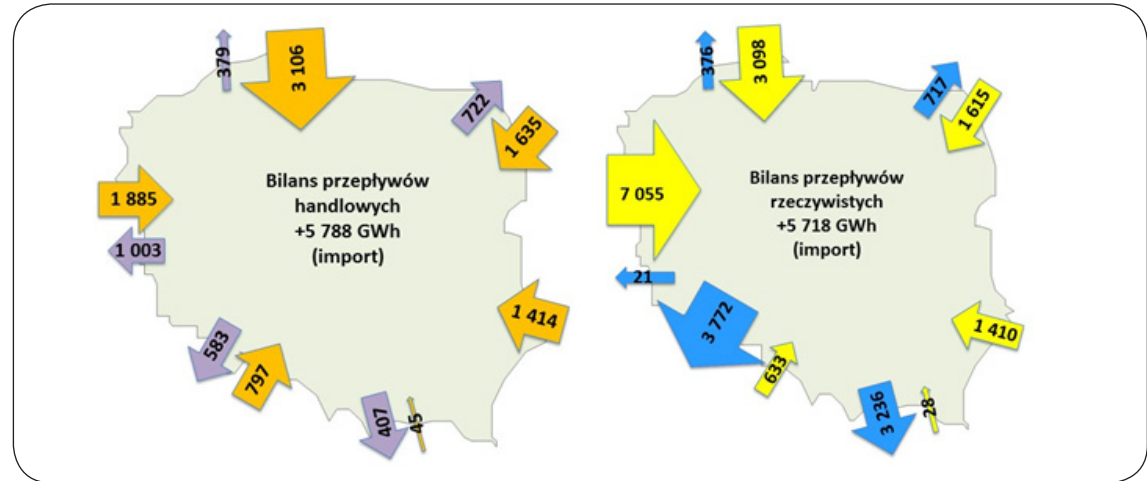 379
3 106
722
1 635
1 885
1 003
Bilans przepływów
handlowych
+5 788 GWh
(import)
1 414
583
797
407
45
376
3 098
717
1 615
7 055
Bilans przepływów
rzeczywistych
+5 718 GWh
(import)
21
3 772
1 410
633
3 236
28